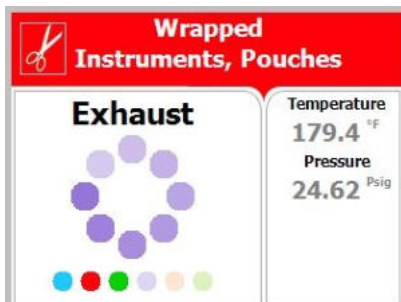 Wrapped
Instruments, Pouches
Exhaust
Temperature
179.4 °F
Pressure
24.62 Psig